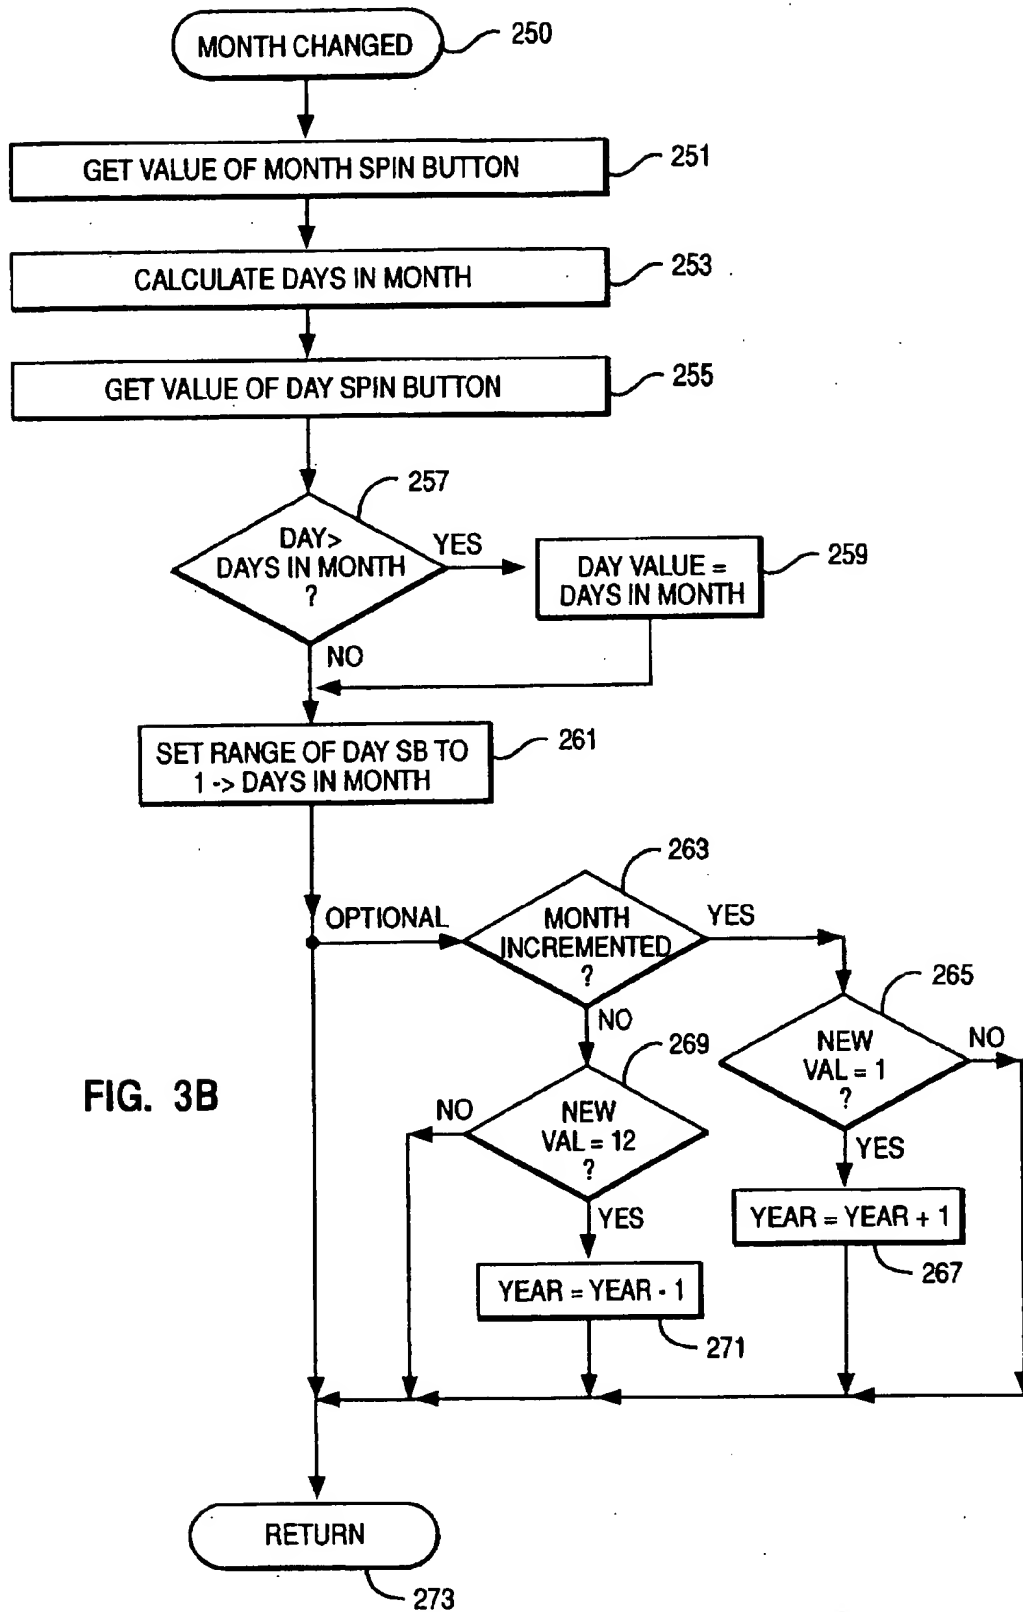 MONTH CHANGED
250
GET VALUE OF MONTH SPIN BUTTON
251
CALCULATE DAYS IN MONTH
253
GET VALUE OF DAY SPIN BUTTON
255
257
DAY>
DAYS IN MONTH
?
YES
DAY VALUE =
DAYS IN MONTH
259
NO
SET RANGE OF DAY SB TO
1 -> DAYS IN MONTH
261
OPTIONAL
263
MONTH
INCREMENTED
?
YES
265
NEW
VAL = 1
?
NO
NO
269
NEW
VAL = 12
?
NO
YES
YEAR = YEAR + 1
267
YES
YEAR = YEAR - 1
271
FIG. 3B
RETURN
273